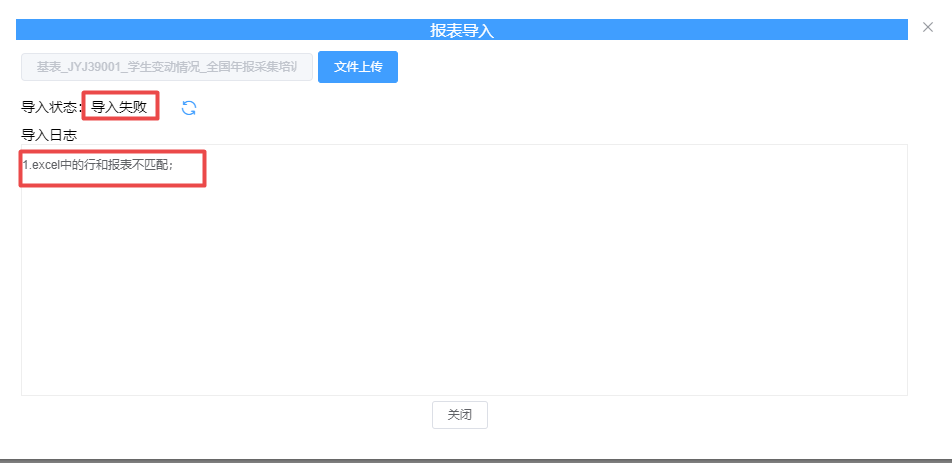 报表导入
基表_JYJ39001_学生变动情况_全国年报采集培
文件上传
导入状态: 导入失败
导入日志
1.excel中的行和报表不匹配;
关闭